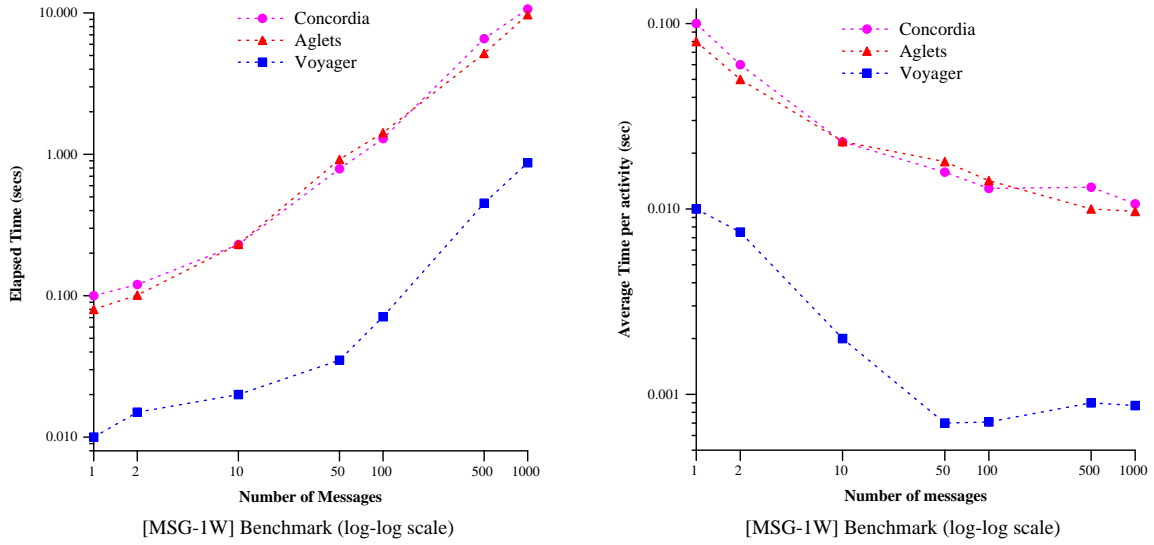 Concordia
Aglets
Voyager
10.000
1.000
0.100
0.010
Elapsed Time (secs)
1 2 10 50 100 500 1000
Number of Messages
[MSG-1W] Benchmark (log-log scale)
Concordia
Aglets
Voyager
0.100
0.010
0.001
Average Time per activity (sec)
1 2 10 50 100 500 1000
Number of messages
[MSG-1W] Benchmark (log-log scale)